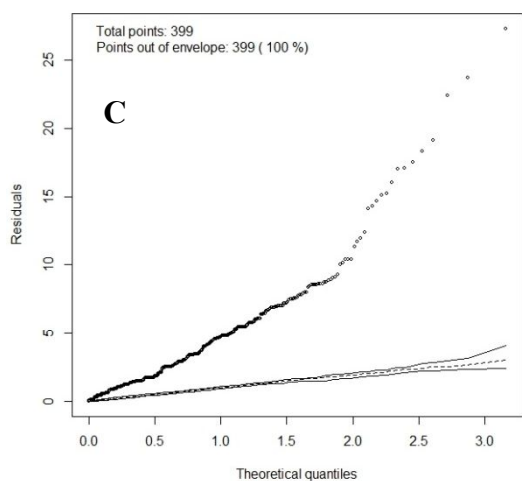 Total points: 399
Points out of envelope: 399 ( 100 %)
C
Residuals
25
20
15
10
5
0
0.0 0.5 1.0 1.5 2.0 2.5 3.0
Theoretical quantiles